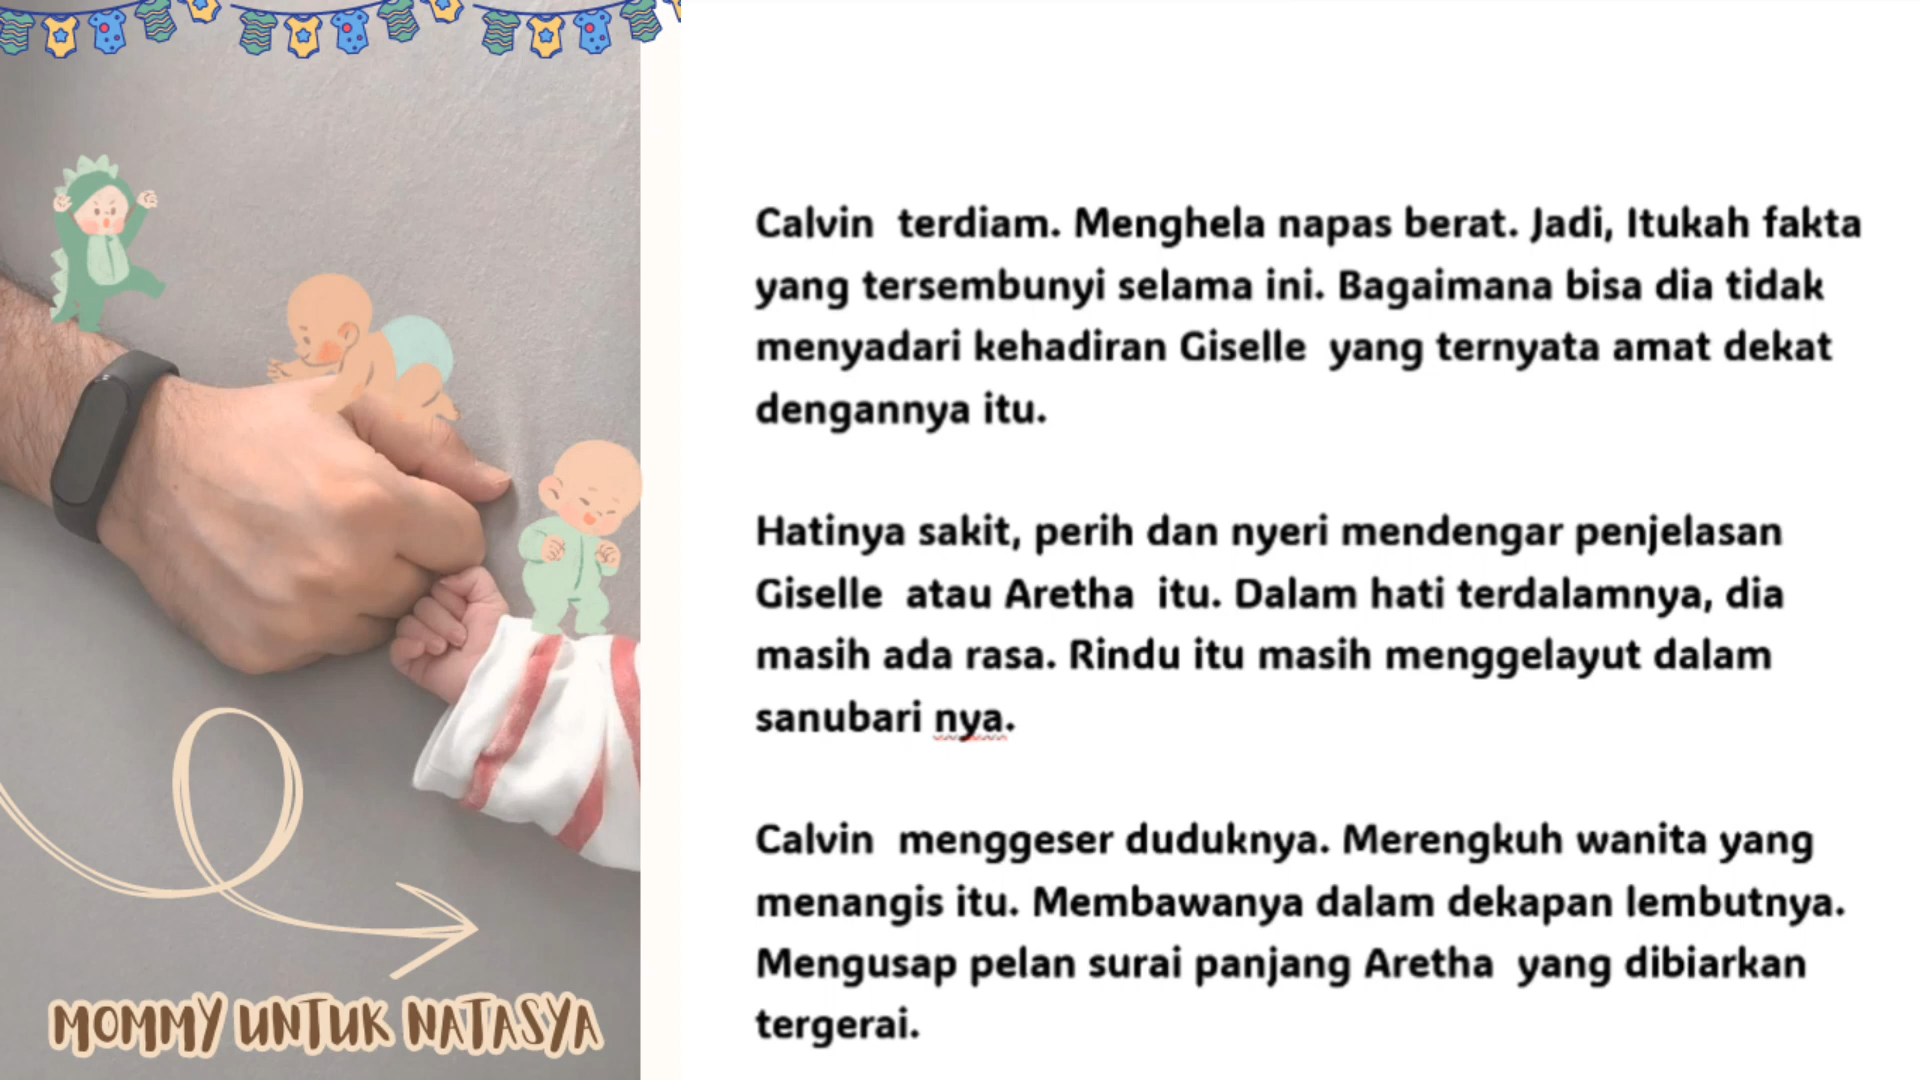 Calvin  terdiam. Menghela napas berat. Jadi, Itukah fakta
yang tersembunyi selama ini. Bagaimana bisa dia tidak
menyadari kehadiran Giselle  yang ternyata amat dekat
dengannya itu.
Hatinya sakit, perih dan nyeri mendengar penjelasan
Giselle  atau Aretha  itu. Dalam hati terdalamnya, dia
masih ada rasa. Rindu itu masih menggelayut dalam
sanubari nya.
Calvin  menggeser duduknya. Merengkuh wanita yang
menangis itu. Membawanya dalam dekapan lembutnya.
Mengusap pelan surai panjang Aretha  yang dibiarkan
tergerai.
MOMMY UNTUK NATASYA